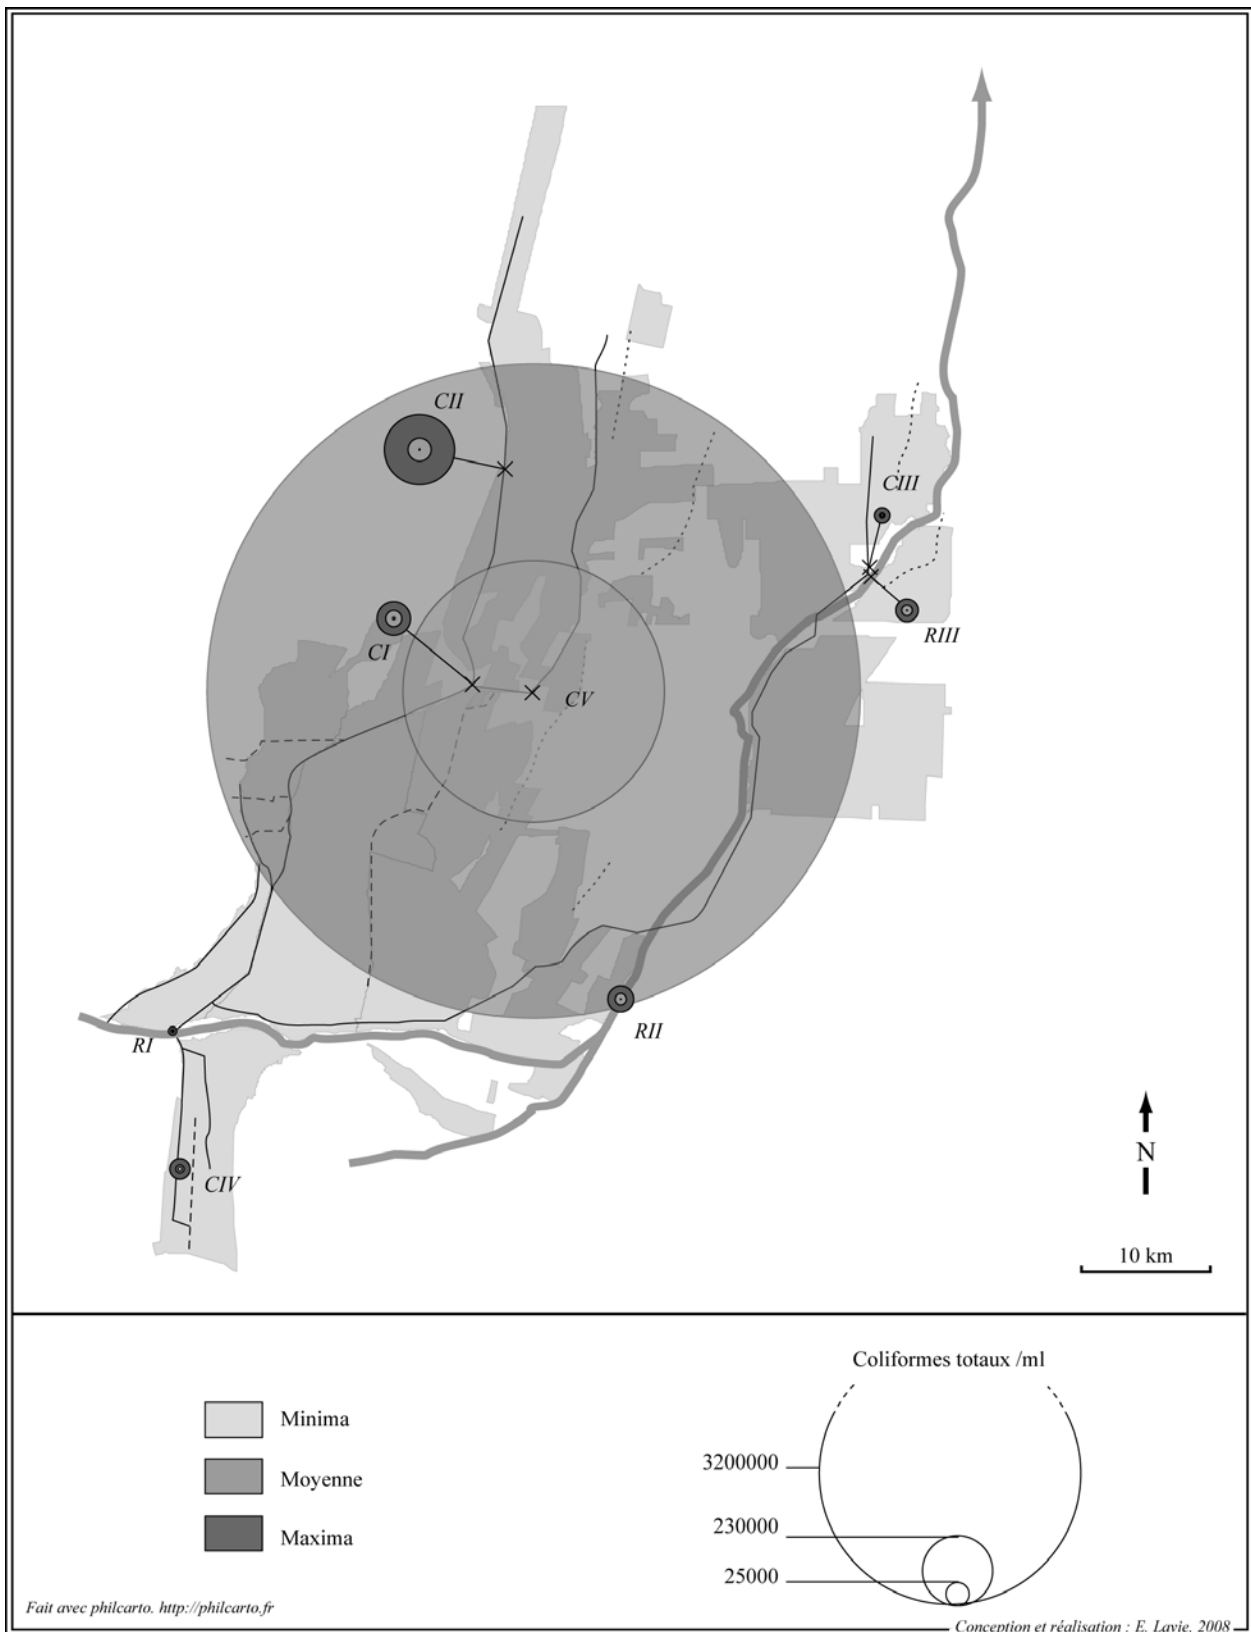 CII
CIII
RIII
CI
CV
RII
RI
CIV
N
10 km
Coliformes totaux /ml
Minima
3200000
Moyenne
230000
Maxima
25000
Fait avec philcarto. http://philcarto.fr
Conception et réalisation : E. Lavie, 2008